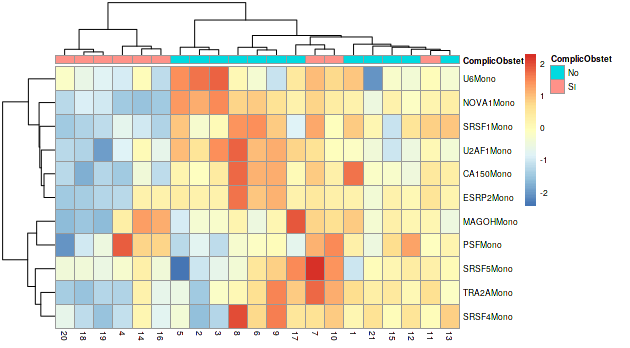 ComplicObstet
ComplicObstet
No
Si
2
1
0
-1
-2
U6Mono
NOVA1Mono
SRSF1Mono
U2AF1Mono
CA150Mono
ESRP2Mono
MAGOHMono
PSFMono
SRSF5Mono
TRA2AMono
SRSF4Mono
20 18 19 4 14 16 5 2 3 8 6 9 17 7 10 1 21 15 12 11 13